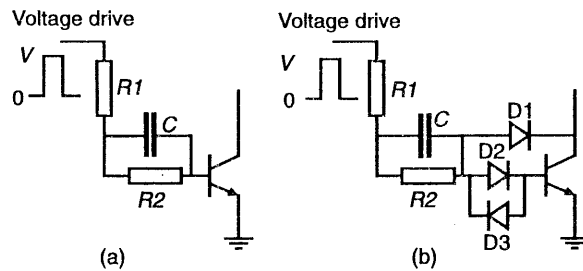 Voltage drive
V
0
R1
C
R2
(a)
Voltage drive
V
0
R1
C
R2
D1
D2
D3
(b)